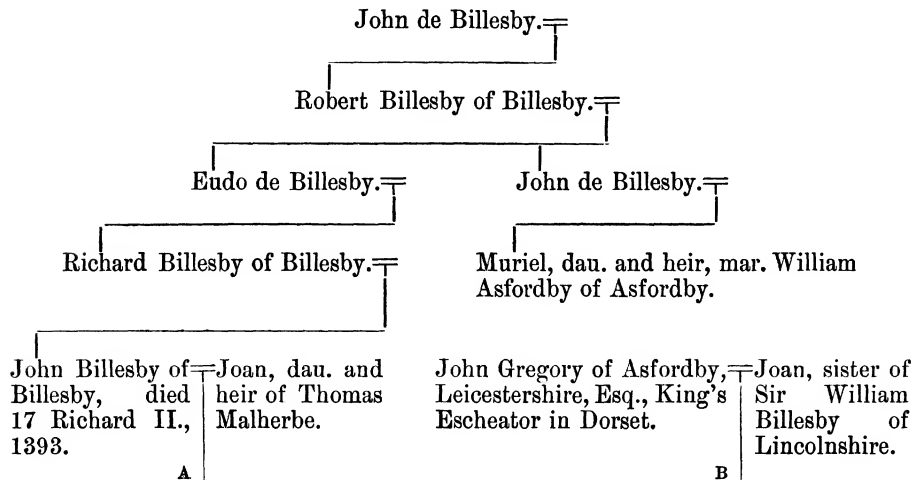 John de Billesby.
Robert Billesby of Billesby.
Eudo de Billesby.
John de Billesby.
Richard Billesby of Billesby.
Muriel, dau. and heir, mar. William
Asfordby of Asfordby.
John Billesby of
Billesby, died
17 Richard II.,
1393.
A
Joan, dau. and
heir of Thomas
Malherbe.
John Gregory of Asfordby,
Leicestershire, Esq., King's
Escheator in Dorset.
B
Joan, sister of
Sir William
Billesby of
Lincolnshire.